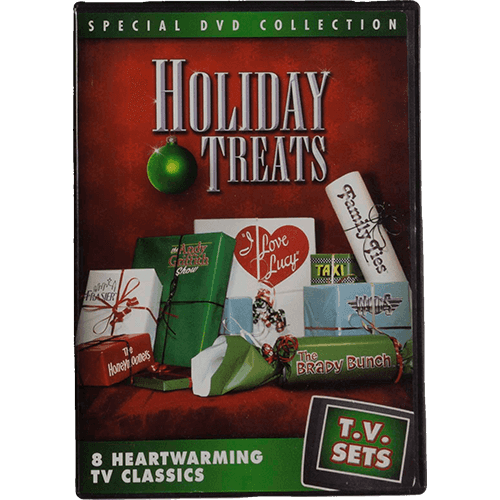 SPECIAL DVD COLLECTION
HOLIDAY
TREATS
Family Ties
the
Andy
Griffith
Show
"I
Love
Lucy"
TAXI
FRASIER
WINGS
The
Honeymooners
The
BRADY BUNCH
8 HEARTWARMING
TV CLASSICS
T.V.
SETS